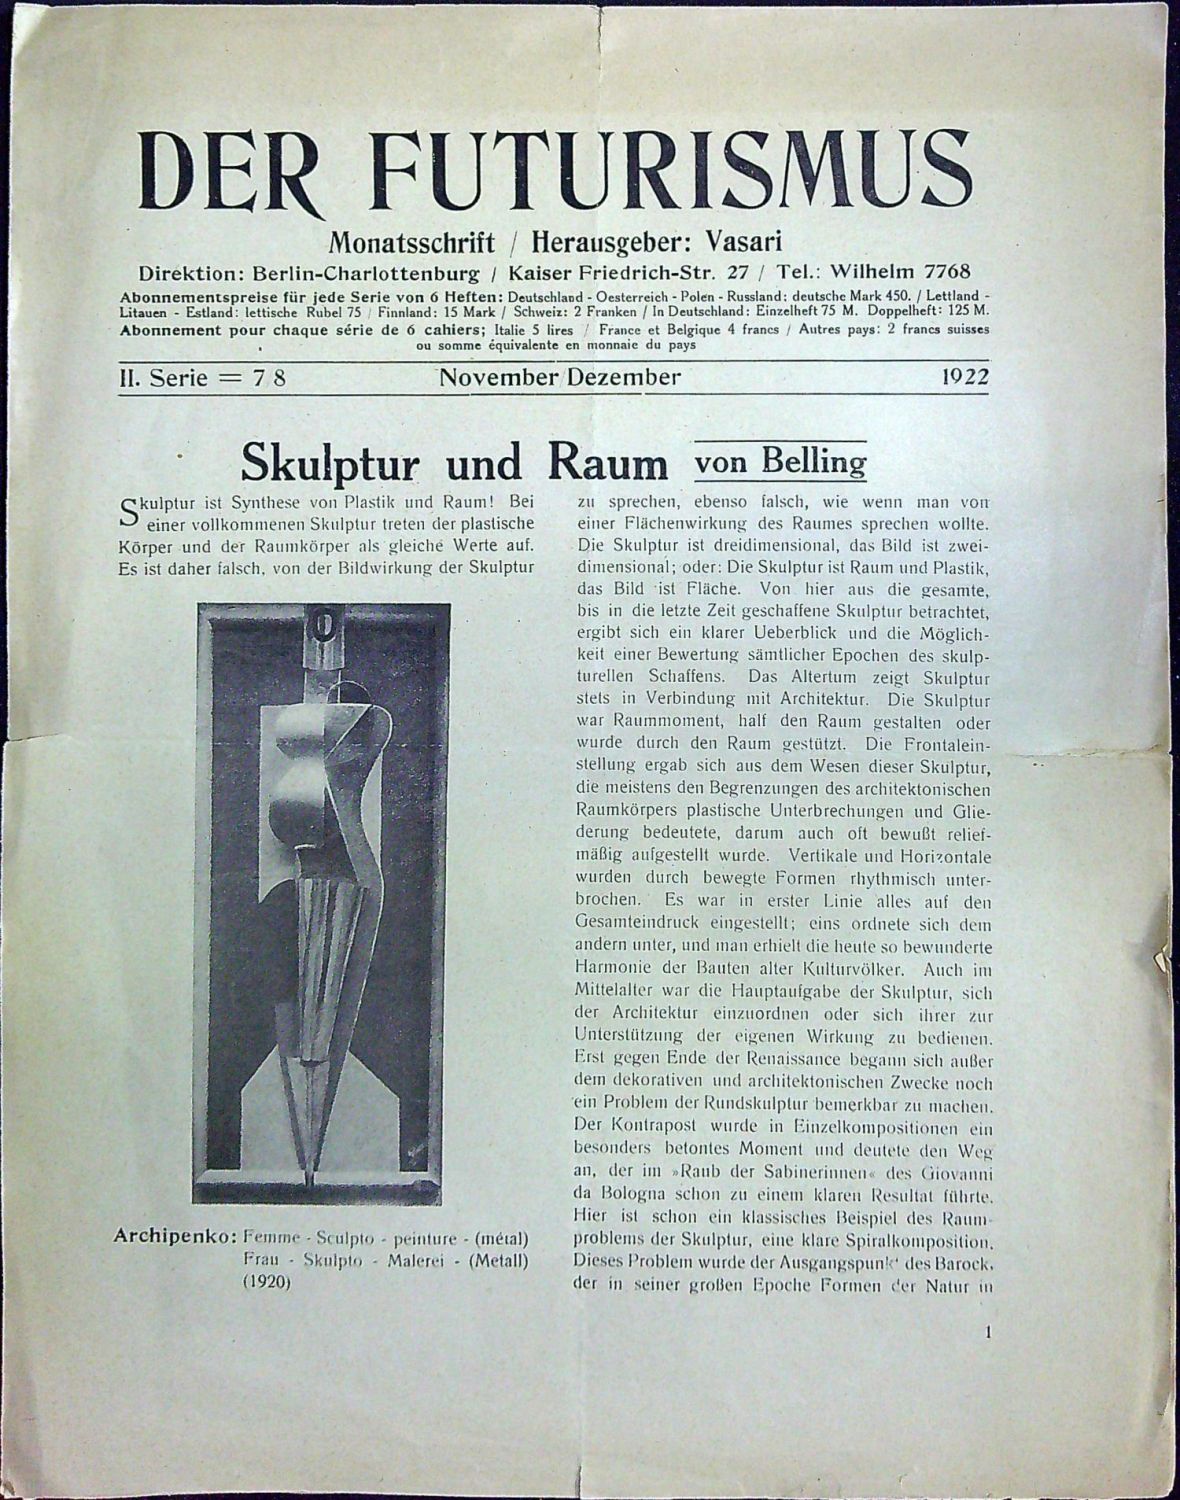 DER FUTURISMUS
Monatsschrift / Herausgeber: Vasari
Direktion: Berlin-Charlottenburg / Kaiser Friedrich-Str. 27 / Tel.: Wilhelm 7768
Abonnementspreise für jede Serie von 6 Heften: Deutschland - Oesterreich - Polen - Russland: deutsche Mark 450. / Lettland -
Litauen - Estland: lettische Rubel 75 / Finnland: 15 Mark / Schweiz: 2 Franken / In Deutschland: Einzelheft 75 M. Doppelheft: 125 M.
Abonnement pour chaque série de 6 cahiers; Italie 5 lires / France et Belgique 4 francs / Autres pays: 2 francs suisses
ou somme équivalente en monnaie du pays
II. Serie = 7/8 November/Dezember 1922
Skulptur und Raum von Belling
Skulptur ist Synthese von Plastik und Raum! Bei
einer vollkommenen Skulptur treten der plastische
Körper und der Raumkörper als gleiche Werte auf.
Es ist daher falsch, von der Bildwirkung der Skulptur
Archipenko: Femme - Sculpto - peinture - (métal)
Frau - Skulpto - Malerei - (Metall)
(1920)
zu sprechen, ebenso falsch, wie wenn man von
einer Flächenwirkung des Raumes sprechen wollte.
Die Skulptur ist dreidimensional, das Bild ist zwei-
dimensional; oder: Die Skulptur ist Raum und Plastik,
das Bild ist Fläche. Von hier aus die gesamte,
bis in die letzte Zeit geschaffene Skulptur betrachtet,
ergibt sich ein klarer Ueberblick und die Möglich-
keit einer Bewertung sämtlicher Epochen des skulp-
turellen Schaffens. Das Altertum zeigt Skulptur
stets in Verbindung mit Architektur. Die Skulptur
war Raummoment, half den Raum gestalten oder
wurde durch den Raum gestützt. Die Frontalein-
stellung ergab sich aus dem Wesen dieser Skulptur,
die meistens den Begrenzungen des architektonischen
Raumkörpers plastische Unterbrechungen und Glie-
derung bedeutete, darum auch oft bewußt relief-
mäßig aufgestellt wurde. Vertikale und Horizontale
wurden durch bewegte Formen rhythmisch unter-
brochen. Es war in erster Linie alles auf den
Gesamteindruck eingestellt; eins ordnete sich dem
andern unter, und man erhielt die heute so bewunderte
Harmonie der Bauten alter Kulturvölker. Auch im
Mittelalter war die Hauptaufgabe der Skulptur, sich
der Architektur einzuordnen oder sich ihrer zur
Unterstützung der eigenen Wirkung zu bedienen.
Erst gegen Ende der Renaissance begann sich außer
dem dekorativen und architektonischen Zwecke noch
ein Problem der Rundskulptur bemerkbar zu machen.
Der Kontrapost wurde in Einzelkompositionen ein
besonders betontes Moment und deutete den Weg
an, der im »Raub der Sabinerinnen« des Giovanni
da Bologna schon zu einem klaren Resultat führte.
Hier ist schon ein klassisches Beispiel des Raum-
problems der Skulptur, eine klare Spiralkomposition.
Dieses Problem wurde der Ausgangspunkt des Barock,
der in seiner großen Epoche Formen der Natur in
1